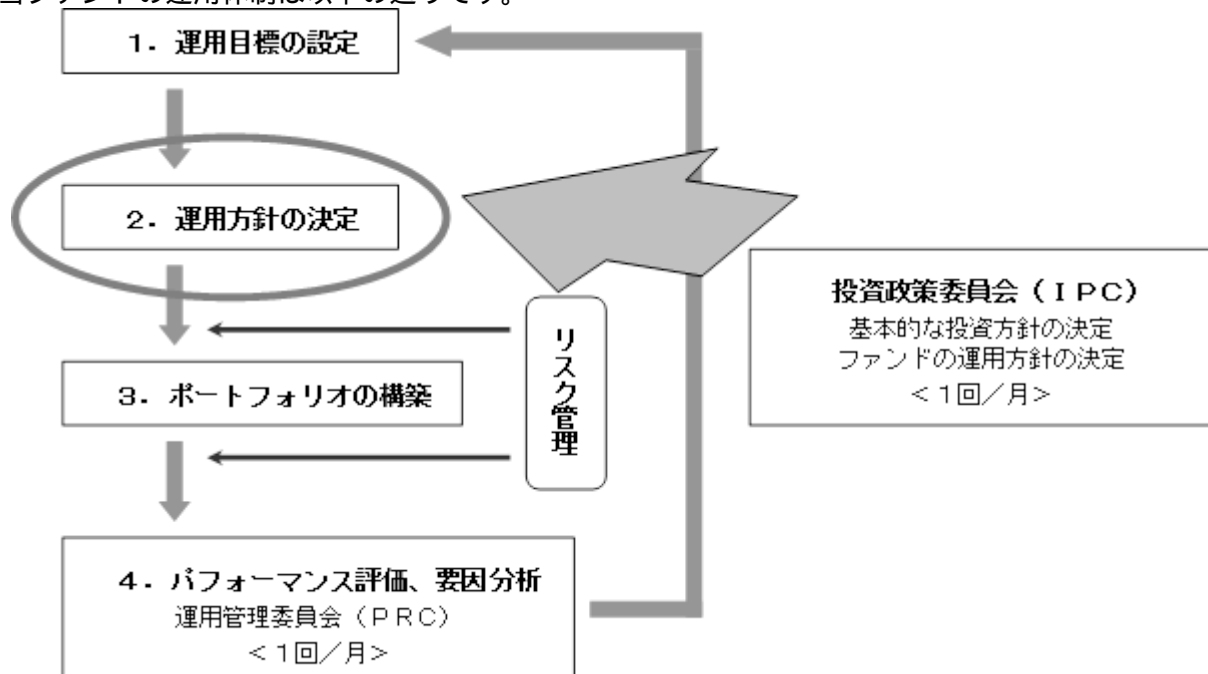 当ファンドの運用体制は以下の通りです。
１．運用目標の設定
２．運用方針の決定
３．ポートフォリオの構築
リスク管理
４．パフォーマンス評価、要因分析
運用管理委員会（ＰＲＣ）
＜１回／月＞
投資政策委員会（ＩＰＣ）
基本的な投資方針の決定
ファンドの運用方針の決定
＜１回／月＞